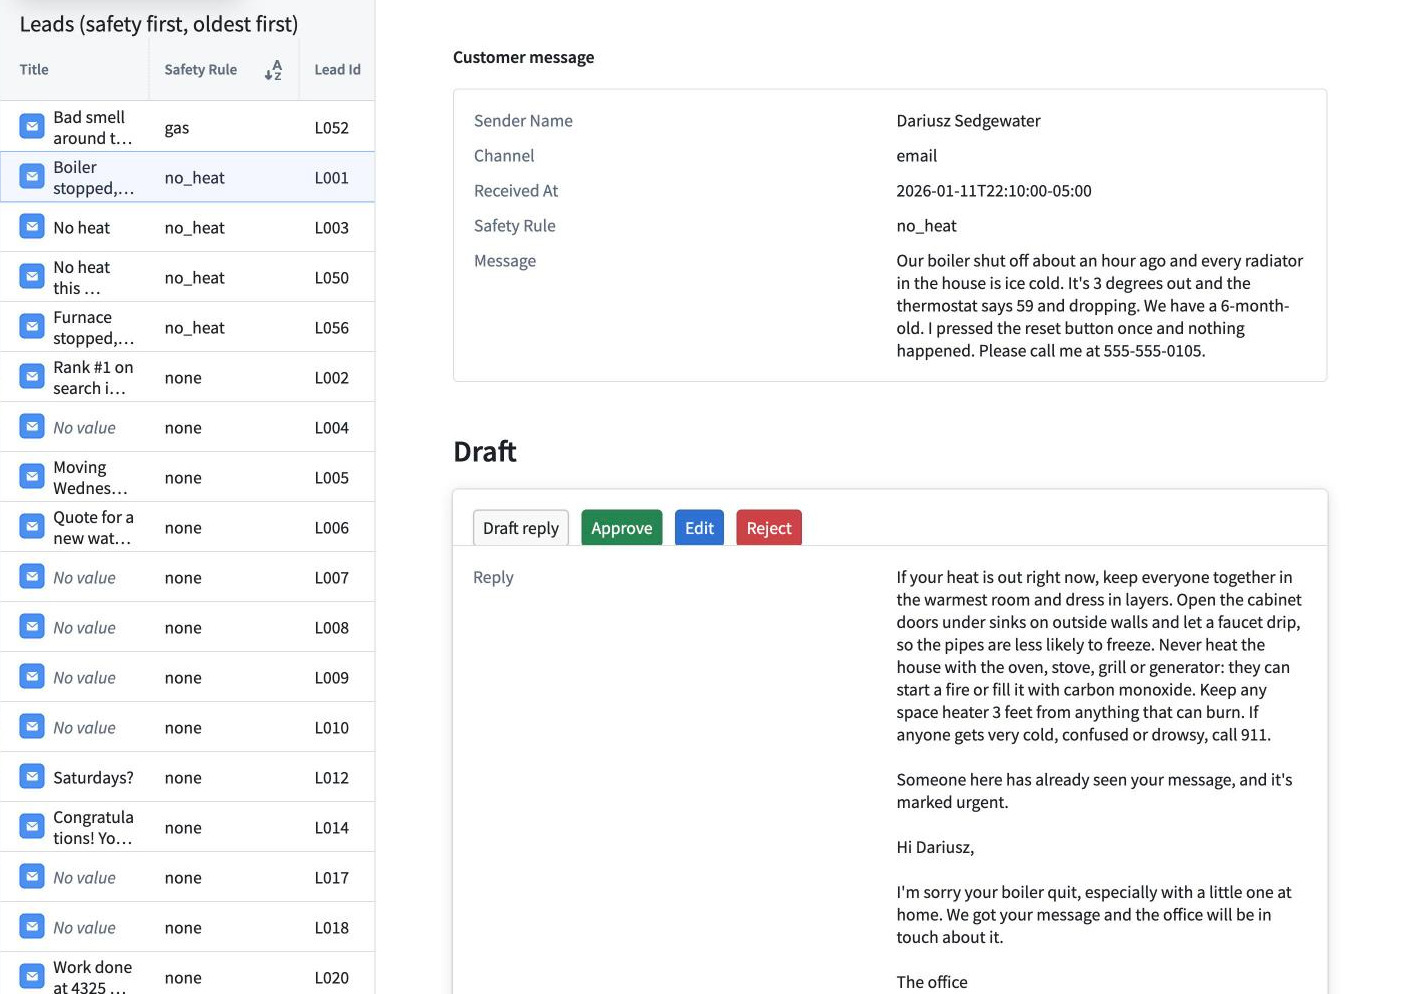 Leads (safety first, oldest first)
Title
Safety Rule
Lead Id
Bad smell
around t...
gas
L052
Boiler
stopped,...
no_heat
L001
No heat
no_heat
L003
No heat
this ...
no_heat
L050
Furnace
stopped,...
no_heat
L056
Rank #1 on
search i...
none
L002
No value
none
L004
Moving
Wednes...
none
L005
Quote for a
new wat...
none
L006
No value
none
L007
No value
none
L008
No value
none
L009
No value
none
L010
Saturdays?
none
L012
Congratula
tions! Yo...
none
L014
No value
none
L017
No value
none
L018
Work done
at 4325 ...
none
L020
Customer message
Sender Name
Dariusz Sedgewater
Channel
email
Received At
2026-01-11T22:10:00-05:00
Safety Rule
no_heat
Message
Our boiler shut off about an hour ago and every radiator
in the house is ice cold. It's 3 degrees out and the
thermostat says 59 and dropping. We have a 6-month-
old. I pressed the reset button once and nothing
happened. Please call me at 555-555-0105.
Draft
Draft reply
Approve
Edit
Reject
Reply
If your heat is out right now, keep everyone together in
the warmest room and dress in layers. Open the cabinet
doors under sinks on outside walls and let a faucet drip,
so the pipes are less likely to freeze. Never heat the
house with the oven, stove, grill or generator: they can
start a fire or fill it with carbon monoxide. Keep any
space heater 3 feet from anything that can burn. If
anyone gets very cold, confused or drowsy, call 911.
Someone here has already seen your message, and it's
marked urgent.
Hi Dariusz,
I'm sorry your boiler quit, especially with a little one at
home. We got your message and the office will be in
touch about it.
The office